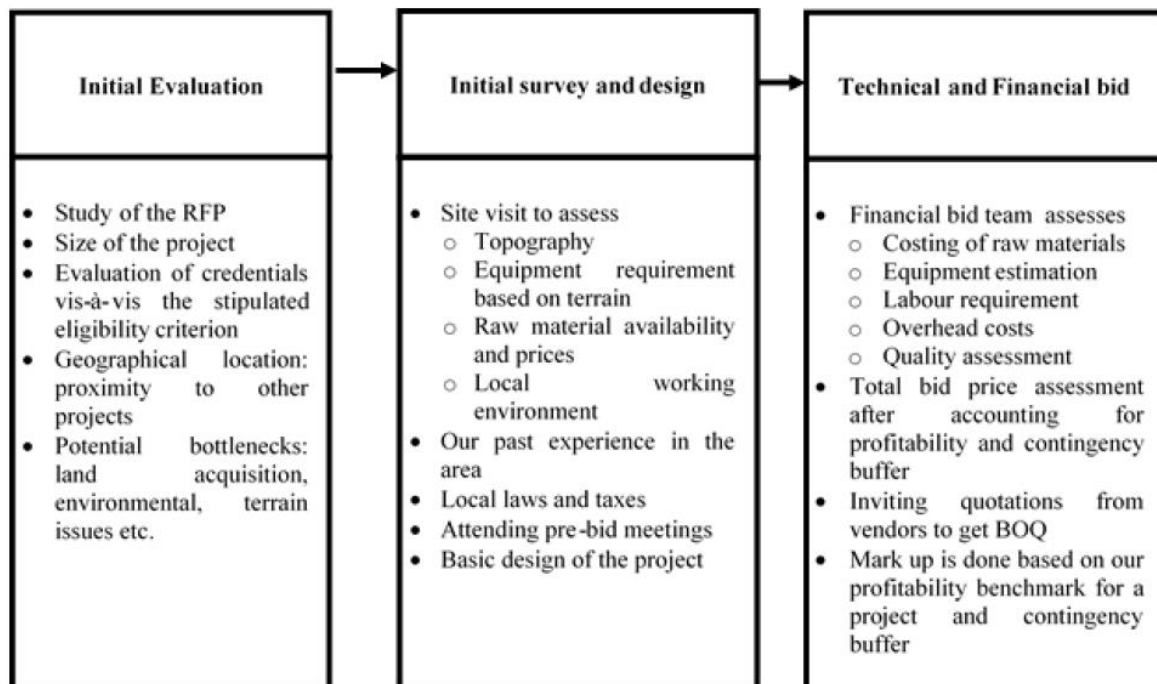 Initial Evaluation
• Study of the RFP
• Size of the project
• Evaluation of credentials
vis-à-vis the stipulated
eligibility criterion
• Geographical location:
proximity to other
projects
• Potential bottlenecks:
land acquisition,
environmental, terrain
issues etc.
Initial survey and design
• Site visit to assess
○ Topography
○ Equipment requirement
based on terrain
○ Raw material availability
and prices
○ Local working
environment
• Our past experience in the
area
• Local laws and taxes
• Attending pre-bid meetings
• Basic design of the project
Technical and Financial bid
• Financial bid team assesses
○ Costing of raw materials
○ Equipment estimation
○ Labour requirement
○ Overhead costs
○ Quality assessment
• Total bid price assessment
after accounting for
profitability and contingency
buffer
• Inviting quotations from
vendors to get BOQ
• Mark up is done based on our
profitability benchmark for a
project and contingency
buffer